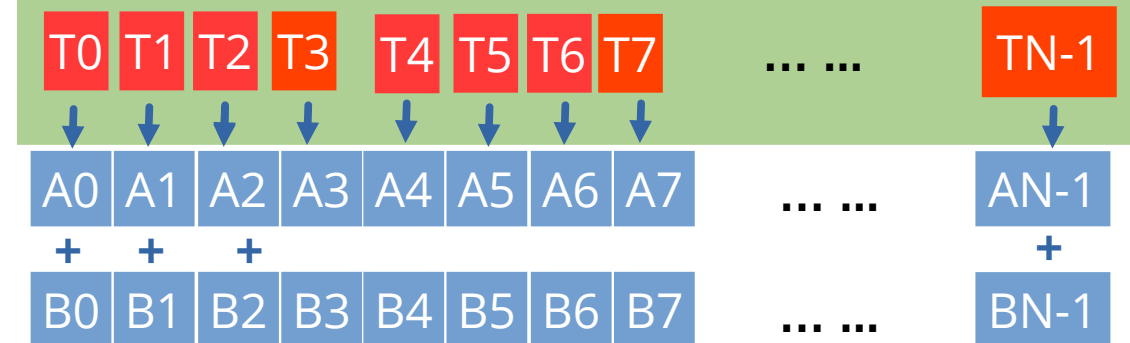 T0 T1 T2 T3 T4 T5 T6 T7 ... ... TN-1
A0 A1 A2 A3 A4 A5 A6 A7 ... ... AN-1
+ + + +
B0 B1 B2 B3 B4 B5 B6 B7 ... ... BN-1